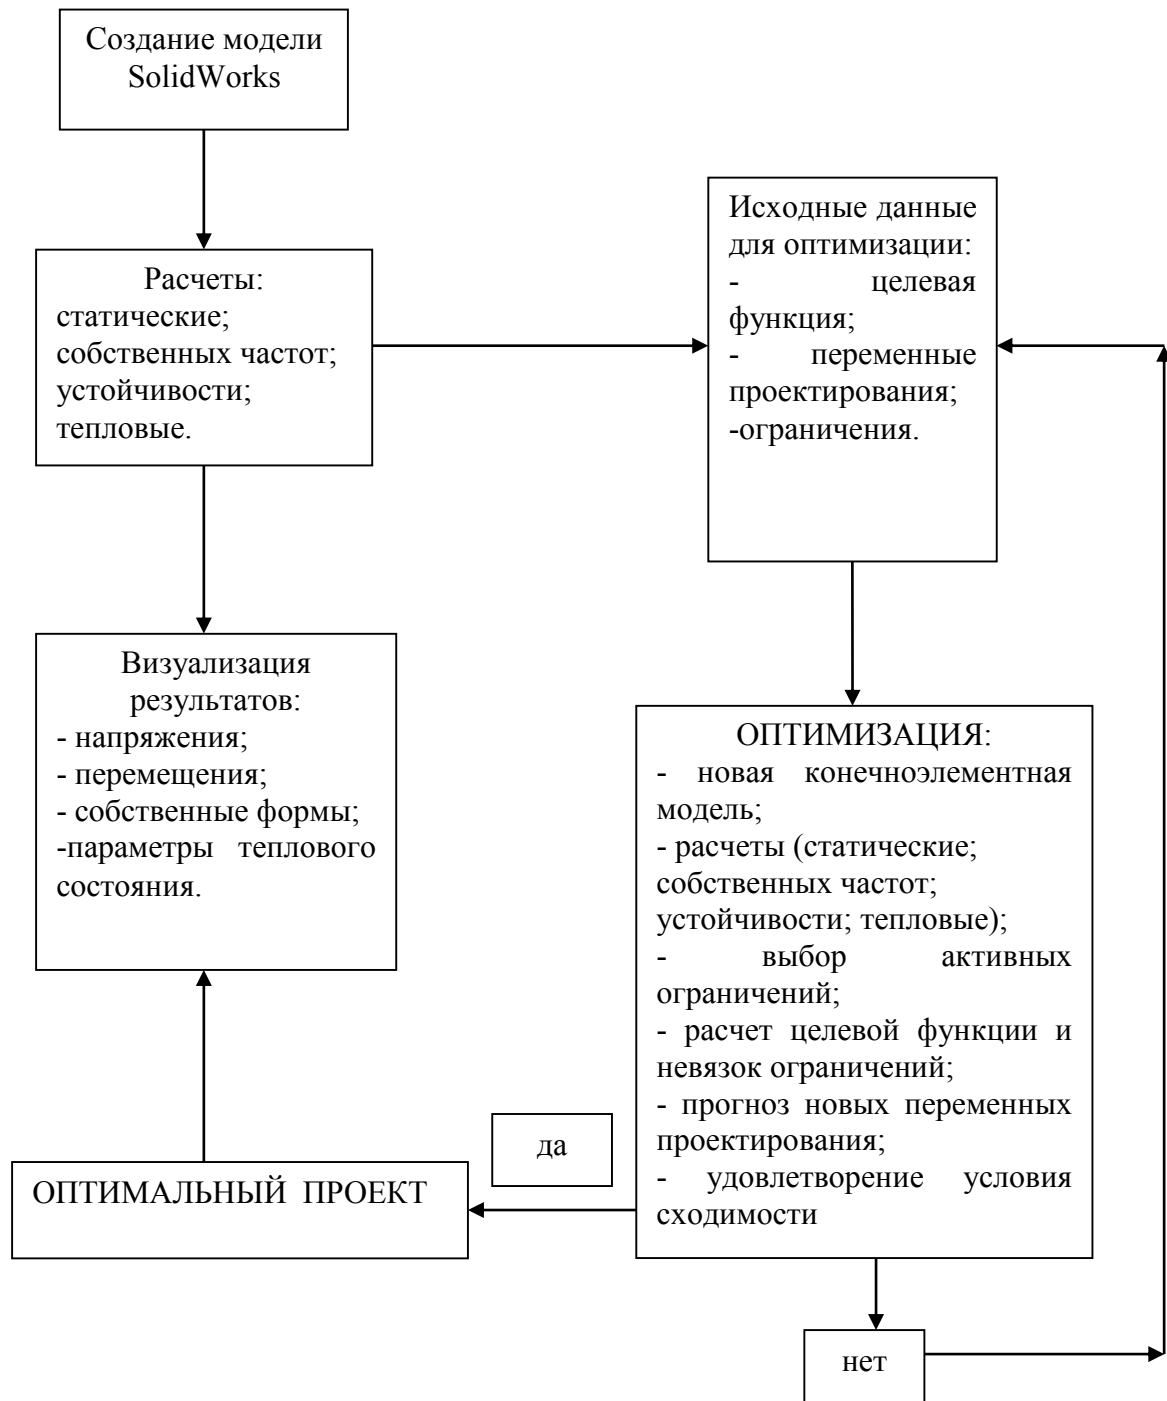 Создание модели
SolidWorks
Расчеты:
статические;
собственных частот;
устойчивости;
тепловые.
Исходные данные
для оптимизации:
- целевая
функция;
- переменные
проектирования;
-ограничения.
Визуализация
результатов:
- напряжения;
- перемещения;
- собственные формы;
-параметры теплового
состояния.
ОПТИМИЗАЦИЯ:
- новая конечноэлементная
модель;
- расчеты (статические;
собственных частот;
устойчивости; тепловые);
- выбор активных
ограничений;
- расчет целевой функции и
невязок ограничений;
- прогноз новых переменных
проектирования;
- удовлетворение условия
сходимости
да
ОПТИМАЛЬНЫЙ ПРОЕКТ
нет